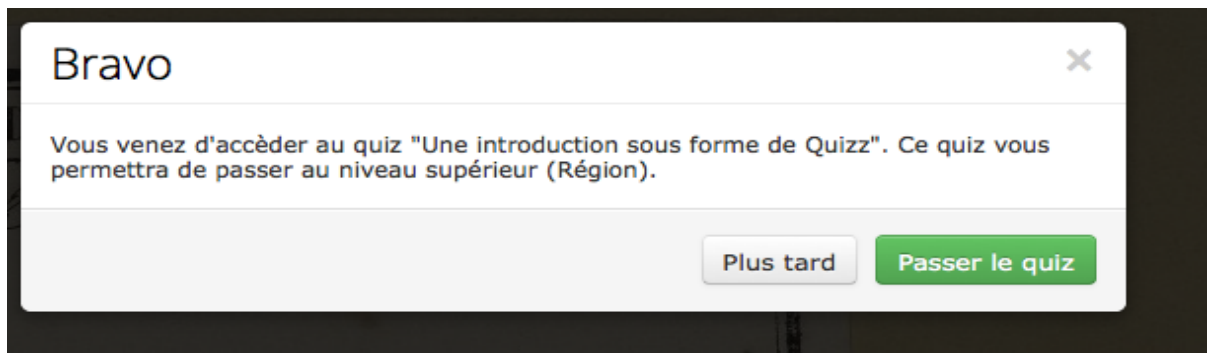 Bravo
Vous venez d'accèder au quiz "Une introduction sous forme de Quizz". Ce quiz vous
permettra de passer au niveau supérieur (Région).
Plus tard
Passer le quiz